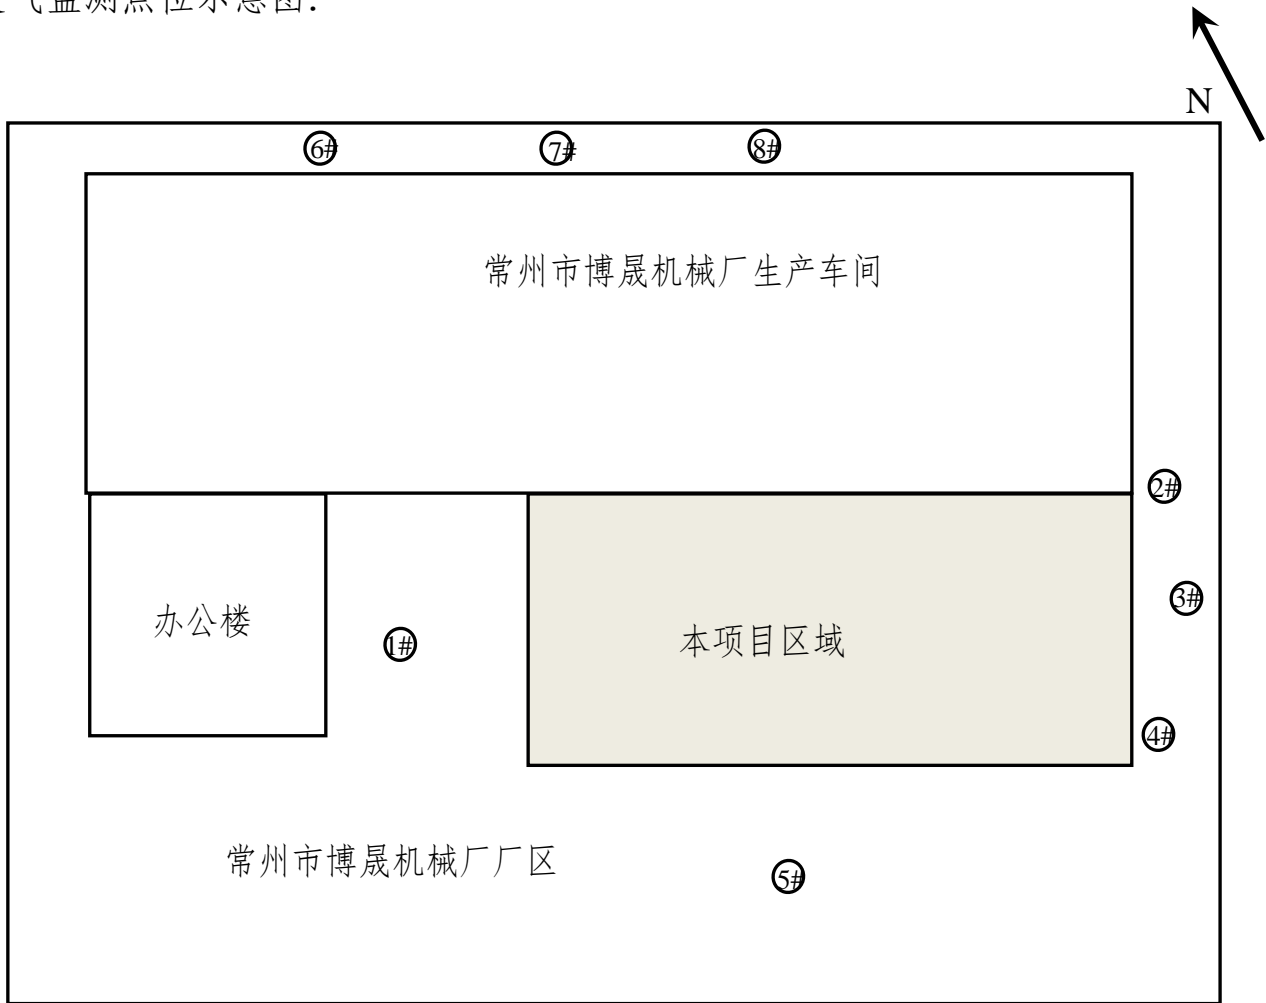 气监测点位示意图：
N
6# 7# 8#
常州市博晟机械厂生产车间
2#
3#
办公楼
1#
本项目区域
4#
常州市博晟机械厂厂区
5#